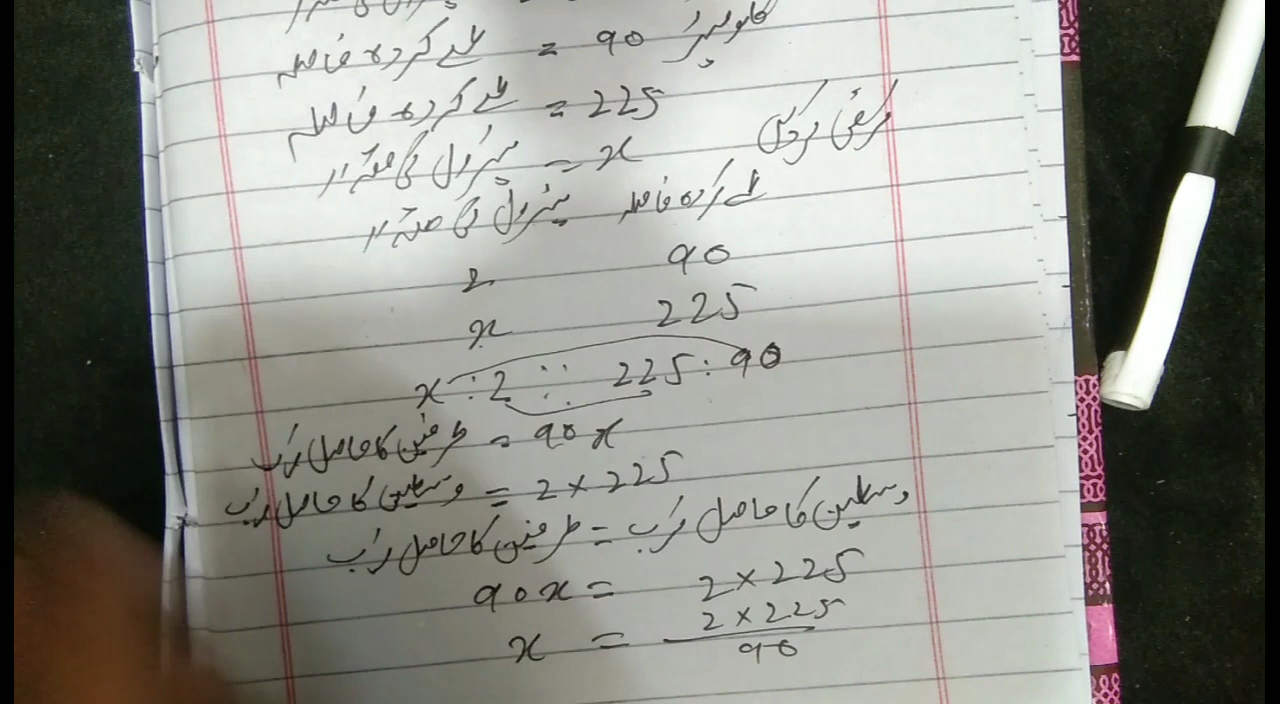 طے کردہ فاصلہ = 90 کلومیٹر
طے کردہ فاصلہ = 225
پیٹرول کی مقدار = x فرض کریں
پیٹرول کی مقدار طے کردہ فاصلہ
2 90
x 225
x : 2 :: 225 : 90
طرفین کا حاصل ضرب = 90x
وسطین کا حاصل ضرب = 2 × 225
طرفین کا حاصل ضرب = وسطین کا حاصل ضرب
90x = 2 × 225
x = 2 × 225 / 90